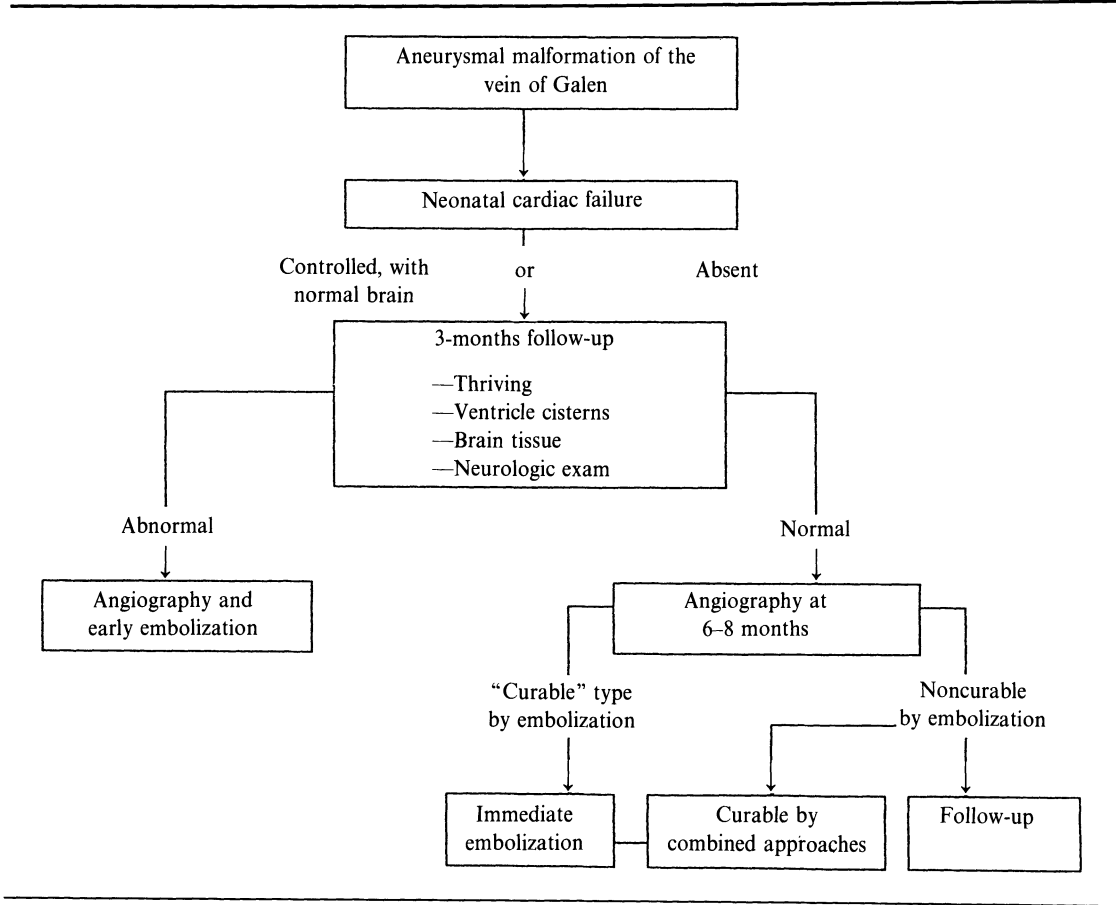 Aneurysmal malformation of the
vein of Galen
Neonatal cardiac failure
Controlled, with
normal brain
or
Absent
3-months follow-up
—Thriving
—Ventricle cisterns
—Brain tissue
—Neurologic exam
Abnormal
Normal
Angiography and
early embolization
Angiography at
6–8 months
“Curable” type
by embolization
Noncurable
by embolization
Immediate
embolization
Curable by
combined approaches
Follow-up